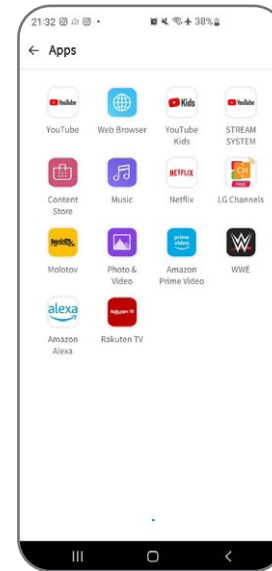 21:32 38%
Apps
YouTube Kids YouTube
YouTube Web Browser YouTube Kids STREAM SYSTEM
NETFLIX CH FREE
Content Store Music Netflix LG Channels
prime video W
Molotov Photo & Video Amazon Prime Video WWE
alexa Rakuten TV
Amazon Alexa Rakuten TV